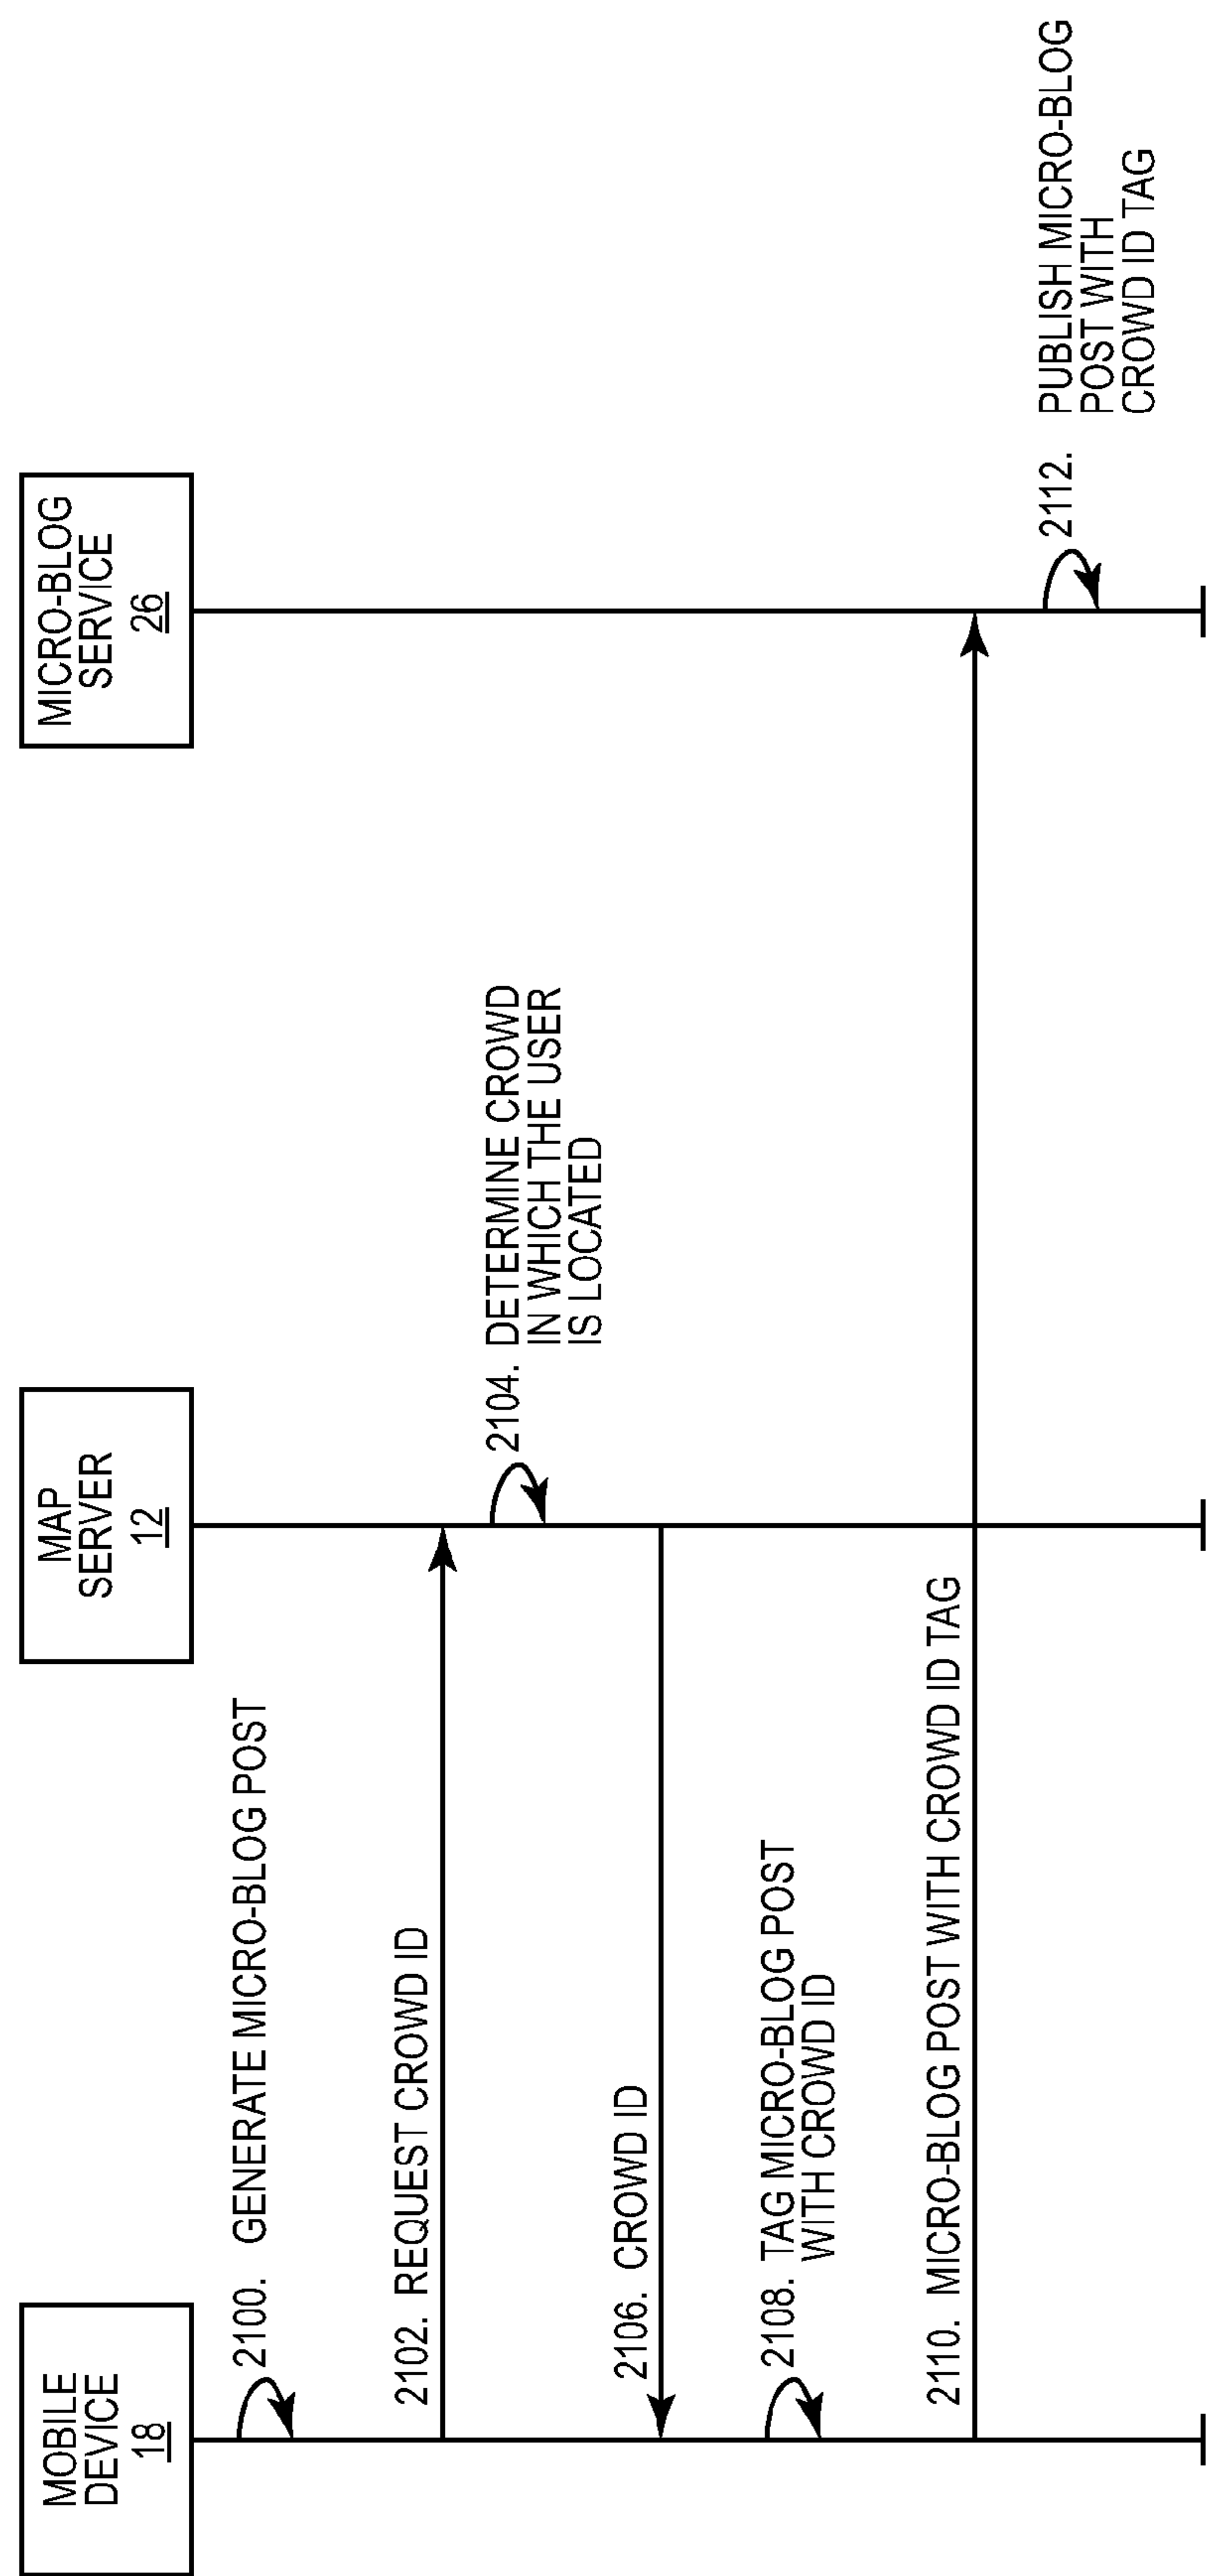 MOBILE
DEVICE
18
MAP
SERVER
12
MICRO-BLOG
SERVICE
26
2100. GENERATE MICRO-BLOG POST
2102. REQUEST CROWD ID
2104. DETERMINE CROWD
IN WHICH THE USER
IS LOCATED
2106. CROWD ID
2108. TAG MICRO-BLOG POST
WITH CROWD ID
2110. MICRO-BLOG POST WITH CROWD ID TAG
2112. PUBLISH MICRO-BLOG
POST WITH
CROWD ID TAG